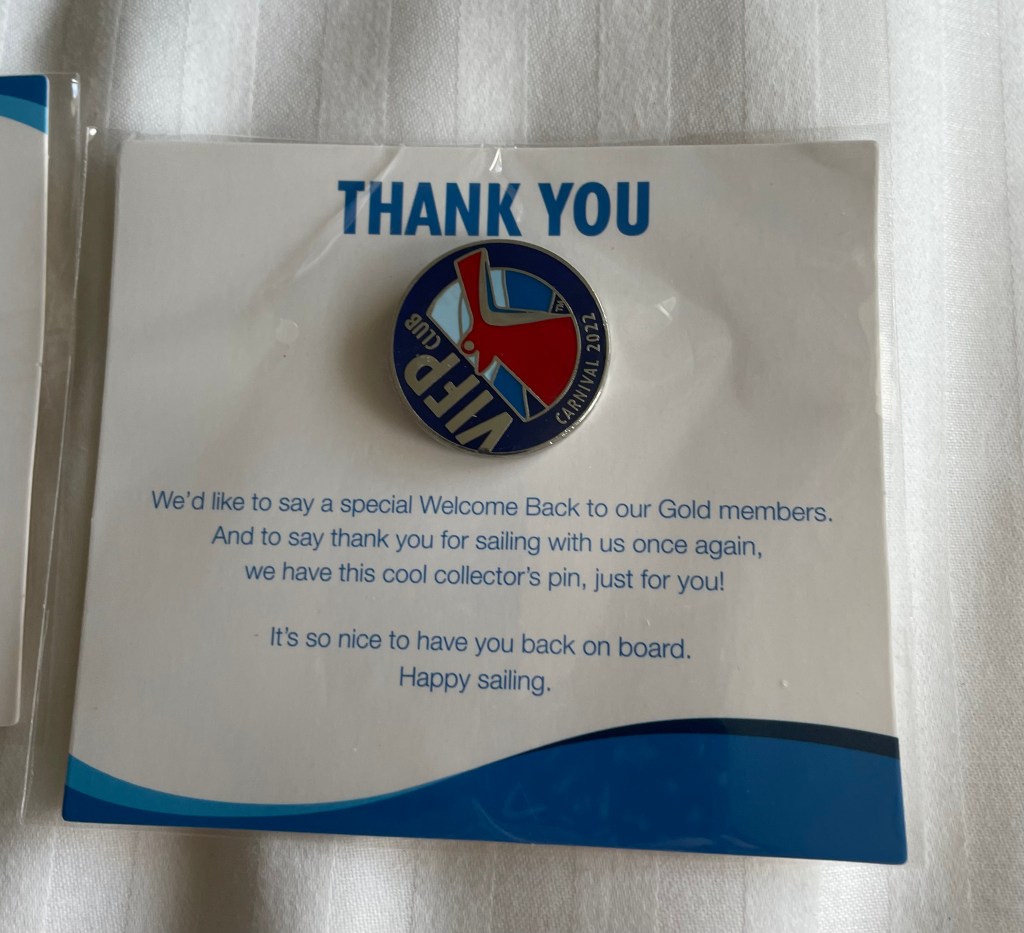 THANK YOU
VIFP
CLUB
CARNIVAL 2022
TM
We'd like to say a special Welcome Back to our Gold members.
And to say thank you for sailing with us once again,
we have this cool collector's pin, just for you!
It's so nice to have you back on board.
Happy sailing.